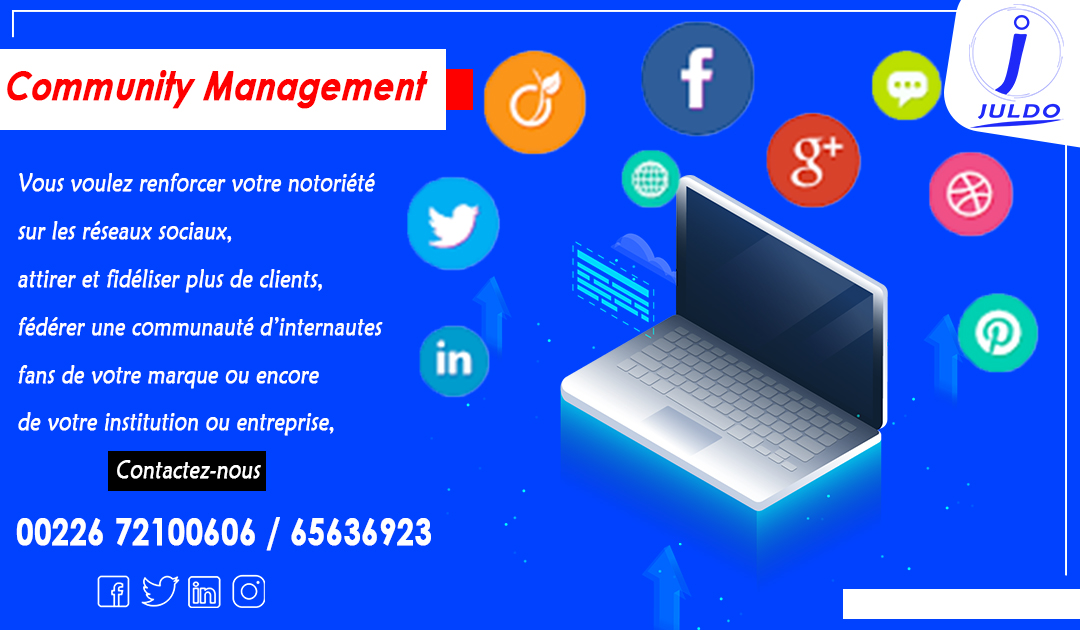 Community Management
JULDO
Vous voulez renforcer votre notoriété
sur les réseaux sociaux,
attirer et fidéliser plus de clients,
fédérer une communauté d’internautes
fans de votre marque ou encore
de votre institution ou entreprise,
Contactez-nous
00226 72100606 / 65636923
f
g+
in
f
in